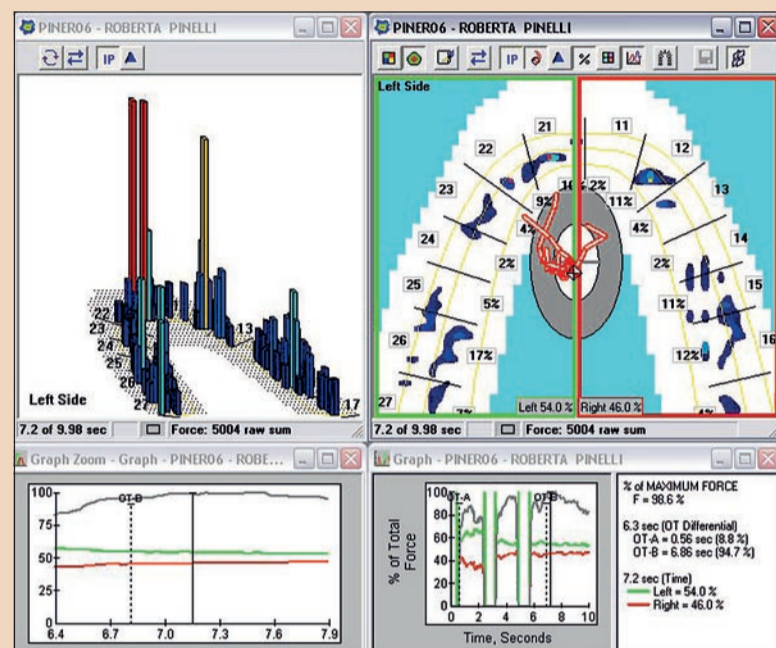 PINER06 - ROBERTA PINELLI
IP
22
23
24
25
26
27
13
17
Left Side
7.2 of 9.98 sec
Force: 5004 raw sum
PINER06 - ROBERTA PINELLI
IP
%
Left Side
21
11
22
12
23
13
24
14
25
15
26
16
27
2%
9%
11%
4%
4%
2%
2%
5%
11%
17%
12%
Left 54.0 %
Right 46.0 %
7.2 of 9.98 sec
Force: 5004 raw sum
Graph Zoom - Graph - PINER06 - ROBE...
100
75
50
25
0
OT-B
6.4
6.7
7.0
7.3
7.6
7.9
Graph - PINER06 - ROBERTA PINELLI
% of Total
Force
100
80
60
40
20
0
OT-A
OT-B
0
2
4
6
8
10
Time, Seconds
% of MAXIMUM FORCE
F = 98.6 %
6.3 sec (OT Differential)
OT-A = 0.56 sec (8.8 %)
OT-B = 6.86 sec (94.7 %)
7.2 sec (Time)
Left = 54.0 %
Right = 46.0 %